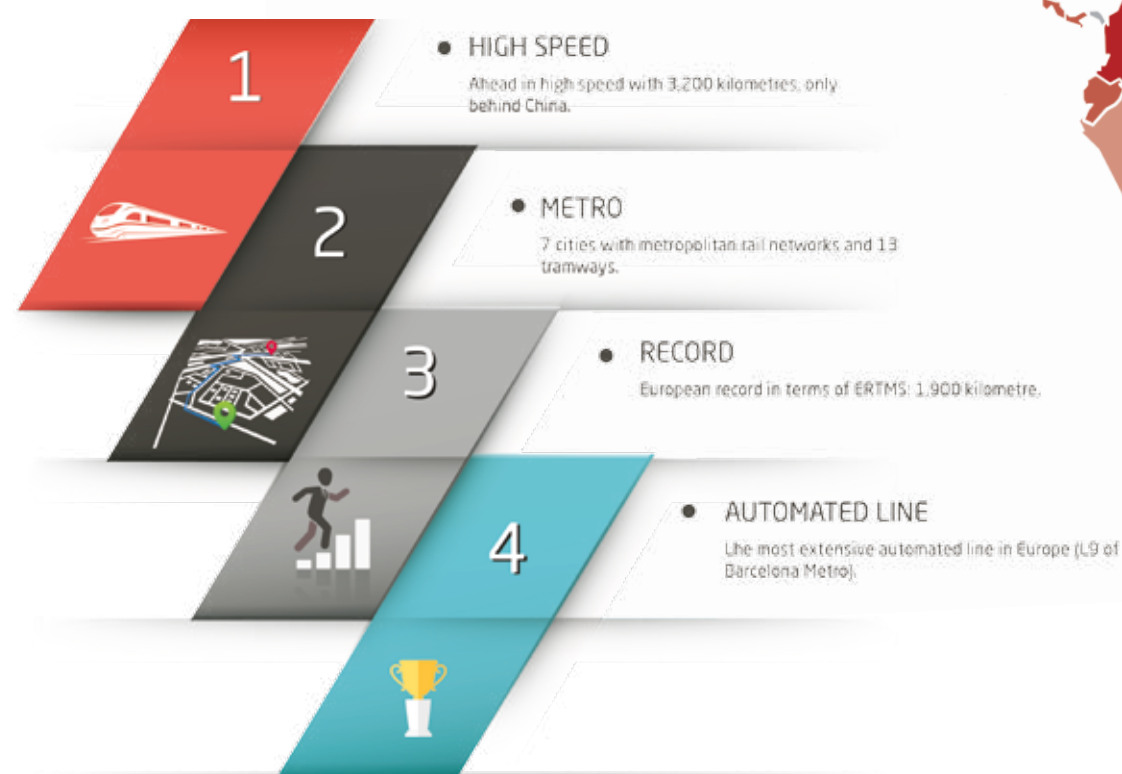 1
HIGH SPEED
Ahead in high speed with 3,200 kilometres, only
behind China.
2
METRO
7 cities with metropolitan rail networks and 13
tramways.
3
RECORD
European record in terms of ERTMS: 1,900 kilometre.
4
AUTOMATED LINE
Lhe most extensive automated line in Europe (L9 of
Barcelona Metro).